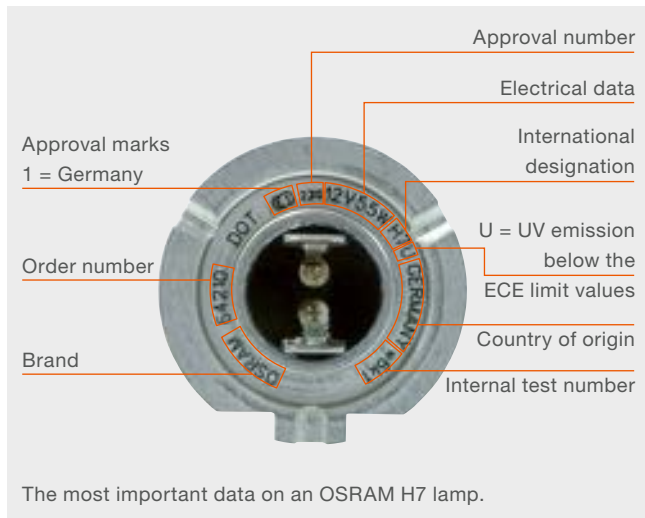 Approval number
Electrical data
International
designation
Approval marks
1 = Germany
U = UV emission
below the
ECE limit values
Order number
Country of origin
Brand
Internal test number
DOT
12V55W
H7
U
GERMANY
64210
OSRAM
The most important data on an OSRAM H7 lamp.